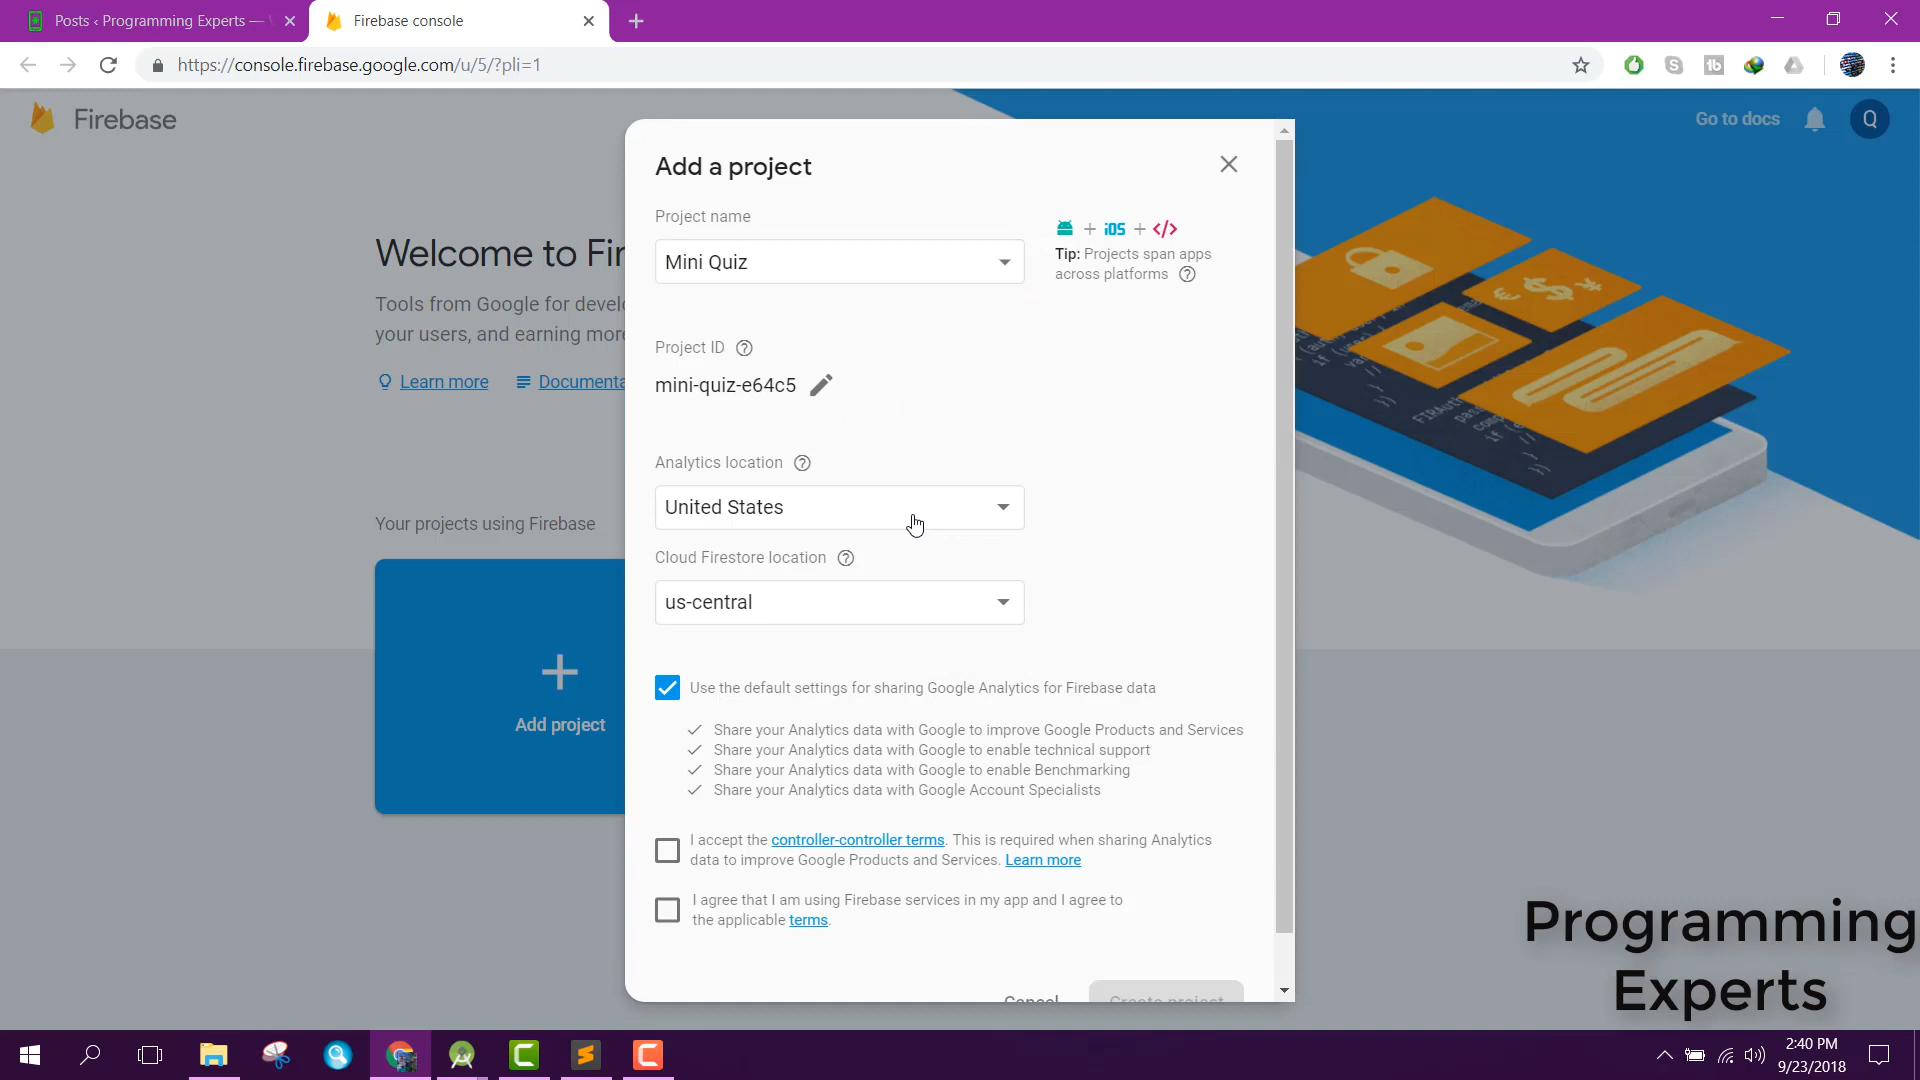 Posts ‹ Programming Experts —
Firebase console
https://console.firebase.google.com/u/5/?pli=1
Firebase
Go to docs
Q
Welcome to Fir
Tools from Google for develo
your users, and earning more
Learn more
Documenta
Your projects using Firebase
Add project
Add a project
Project name
Mini Quiz
+ iOS + </>
Tip: Projects span apps
across platforms
Project ID
mini-quiz-e64c5
Analytics location
United States
Cloud Firestore location
us-central
Use the default settings for sharing Google Analytics for Firebase data
Share your Analytics data with Google to improve Google Products and Services
Share your Analytics data with Google to enable technical support
Share your Analytics data with Google to enable Benchmarking
Share your Analytics data with Google Account Specialists
I accept the controller-controller terms. This is required when sharing Analytics
data to improve Google Products and Services. Learn more
I agree that I am using Firebase services in my app and I agree to
the applicable terms.
Cancel
Create project
Programming
Experts
2:40 PM
9/23/2018